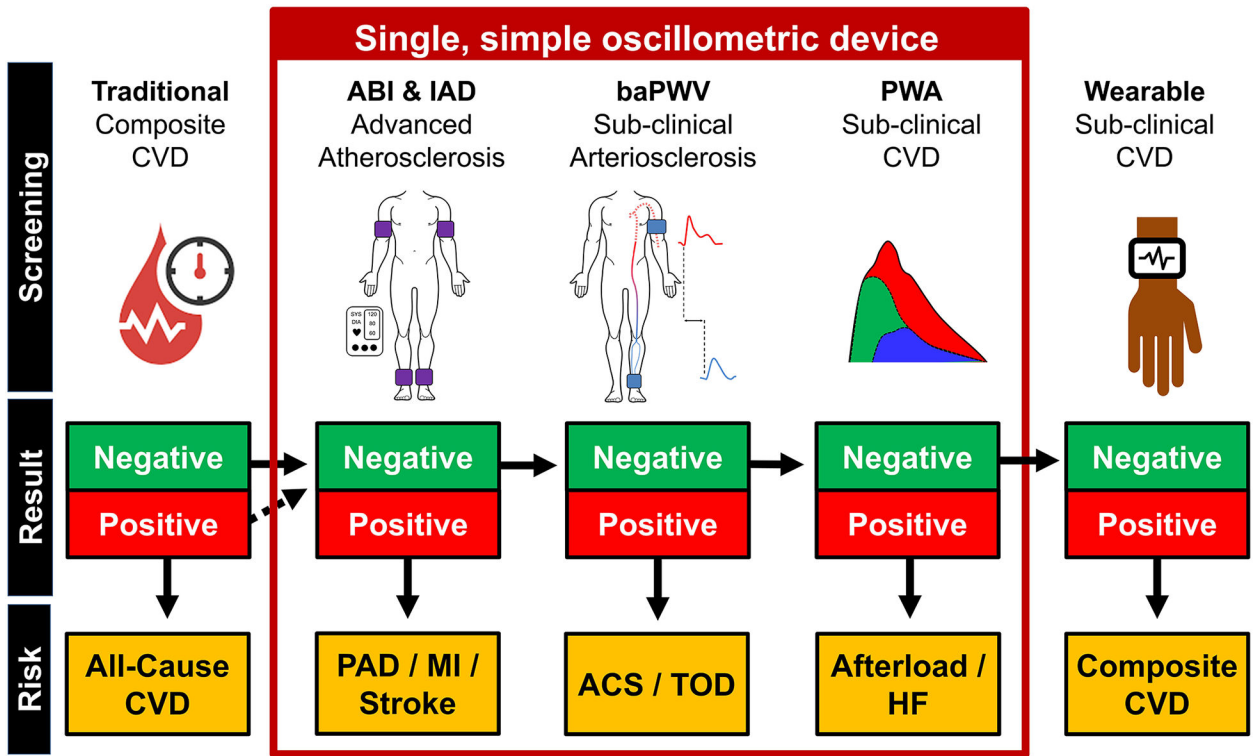 Single, simple oscillometric device
Screening
Traditional
Composite
CVD
ABI & IAD
Advanced
Atherosclerosis
baPWV
Sub-clinical
Arteriosclerosis
PWA
Sub-clinical
CVD
Wearable
Sub-clinical
CVD
SYS 120
DIA 80
60
Result
Negative
Negative
Negative
Negative
Negative
Positive
Positive
Positive
Positive
Positive
Risk
All-Cause
CVD
PAD / MI /
Stroke
ACS / TOD
Afterload /
HF
Composite
CVD